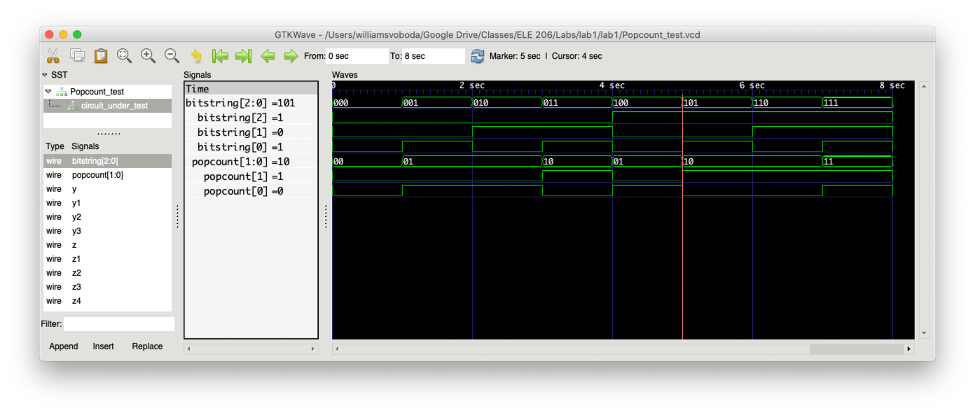 GTKWave - /Users/williamsvoboda/Google Drive/Classes/ELE 206/Labs/lab1/lab1/Popcount_test.vcd
From: 0 sec To: 8 sec Marker: 5 sec | Cursor: 4 sec
SST
Popcount_test
circuit_under_test
Type Signals
wire bitstring[2:0]
wire popcount[1:0]
wire y
wire y1
wire y2
wire y3
wire z
wire z1
wire z2
wire z3
wire z4
Filter:
Append Insert Replace
Signals
Time
bitstring[2:0] =101
bitstring[2] =1
bitstring[1] =0
bitstring[0] =1
popcount[1:0] =10
popcount[1] =1
popcount[0] =0
Waves
0 2 sec 4 sec 6 sec 8 sec
000 001 010 011 100 101 110 111
00 01 10 01 10 11